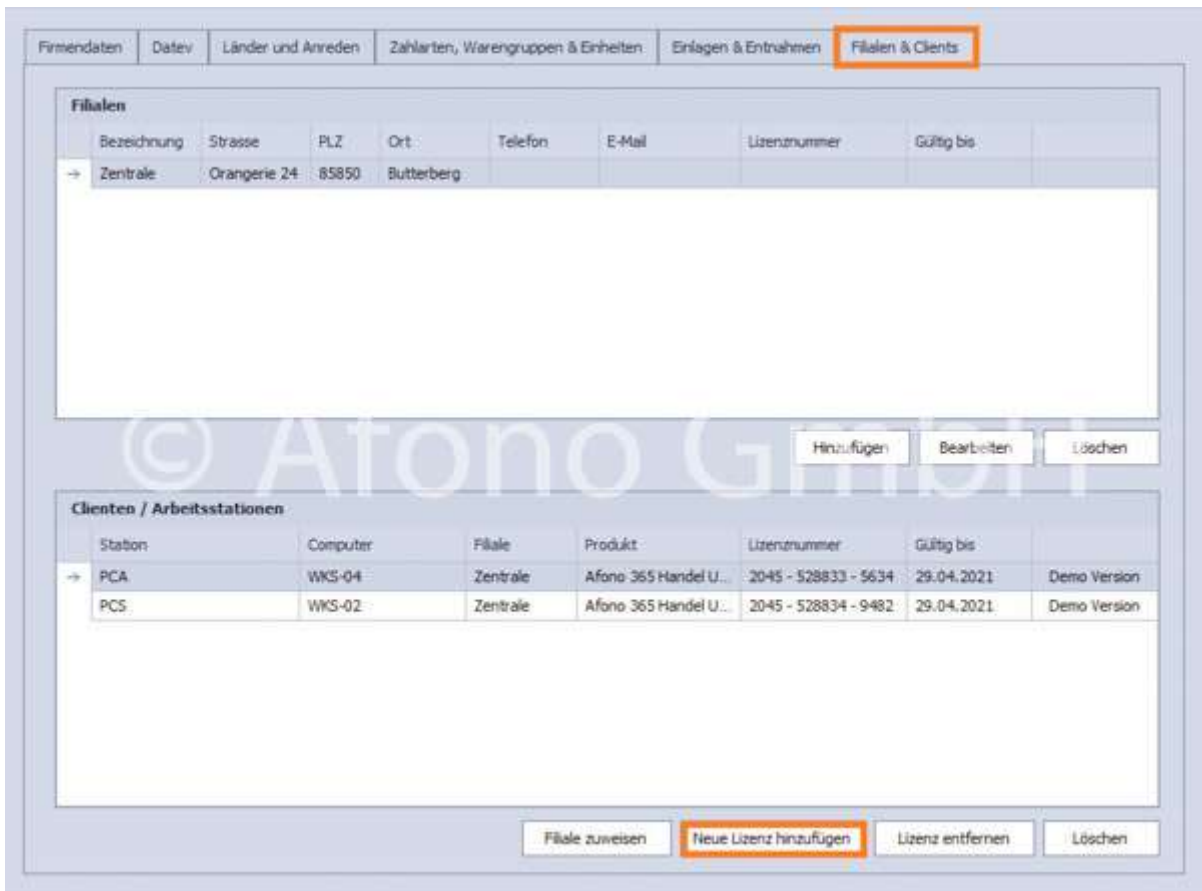 Firmendaten Datev Länder und Anreden Zahlarten, Warengruppen & Einheiten Einlagen & Entnahmen Filialen & Clients
Filialen
Bezeichnung Strasse PLZ Ort Telefon E-Mail Lizenznummer Gültig bis
Zentrale Orangerie 24 85850 Butterberg
© Afono GmbH
Hinzufügen Bearbeiten Löschen
Clienten / Arbeitsstationen
Station Computer Filiale Produkt Lizenznummer Gültig bis
PCA WKS-04 Zentrale Afono 365 Handel U... 2045 - 528833 - 5634 29.04.2021 Demo Version
PCS WKS-02 Zentrale Afono 365 Handel U... 2045 - 528834 - 9482 29.04.2021 Demo Version
Filiale zuweisen Neue Lizenz hinzufügen Lizenz entfernen Löschen